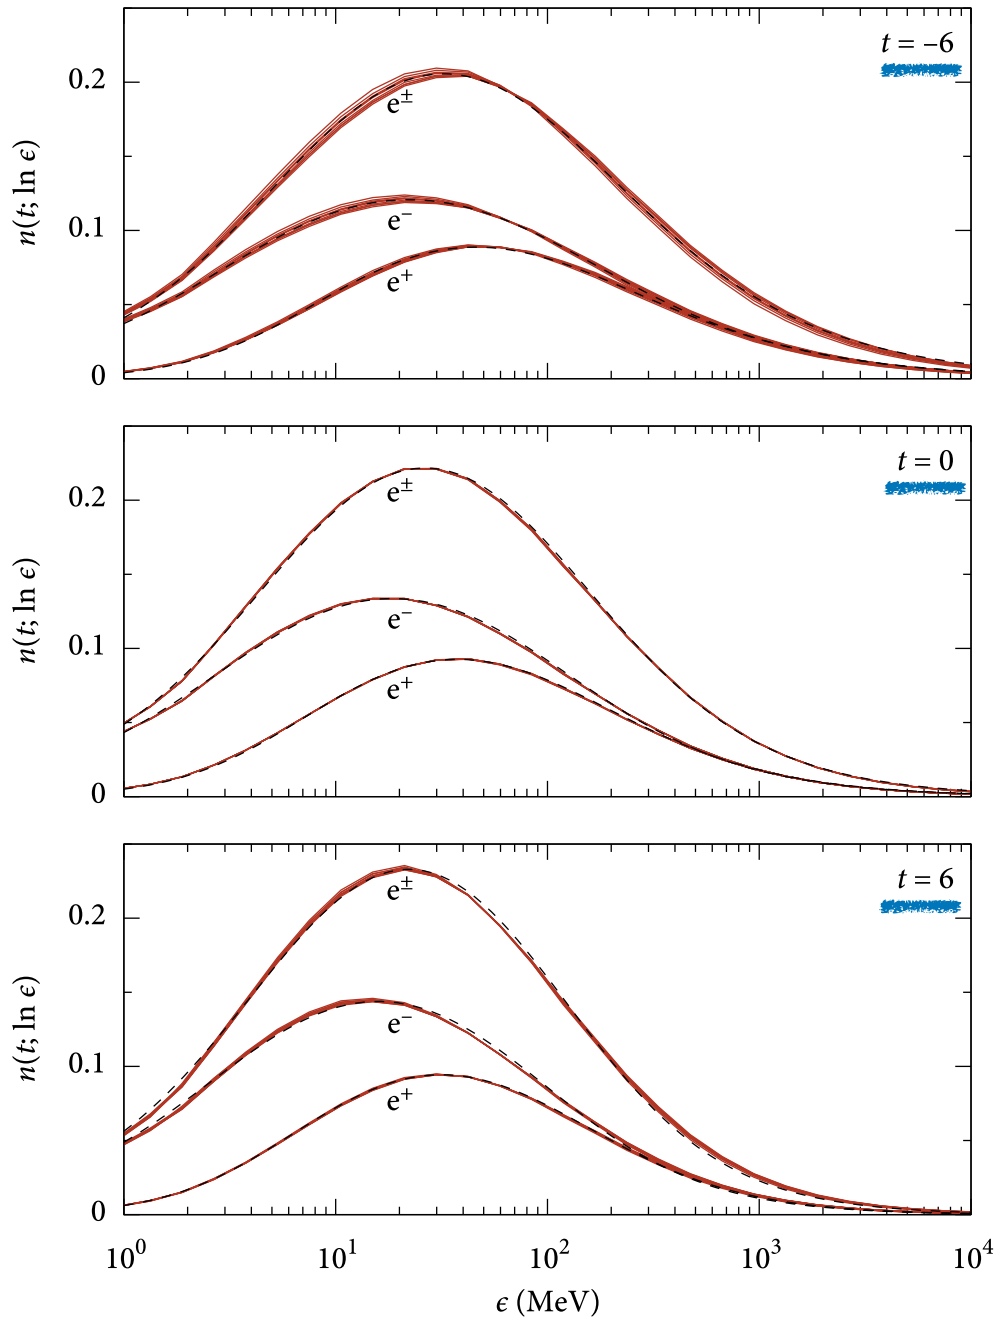 t = –6
0.2
e±
n(t; ln ϵ)
e−
0.1
e+
0
t = 0
0.2
e±
n(t; ln ϵ)
e−
0.1
e+
0
t = 6
0.2
e±
n(t; ln ϵ)
e−
0.1
e+
0
10⁰ 10¹ 10² 10³ 10⁴
ϵ (MeV)